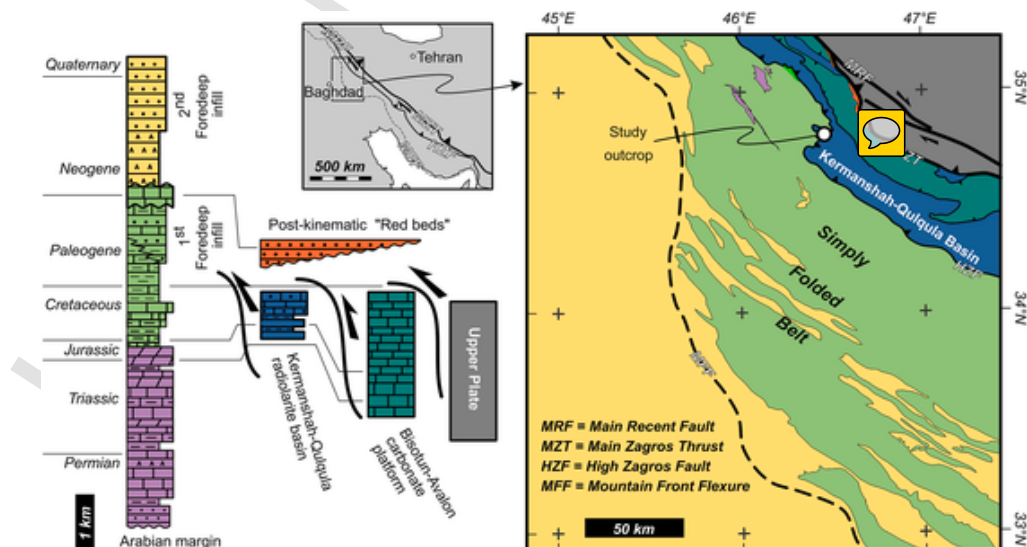 Quaternary
Neogene
Paleogene
Cretaceous
Jurassic
Triassic
Permian
1 km
Arabian margin
2nd
Foredeep
infill
1st
Foredeep
infill
Post-kinematic "Red beds"
Kermanshah-Qulqula
radiolarite basin
Bisotun-Avalon
carbonate
platform
Upper Plate
Tehran
Baghdad
500 km
45°E
46°E
47°E
35°N
34°N
33°N
MRF
ZT
Study
outcrop
Kermanshah-Qulqula Basin
HZF
Simply
Folded
Belt
MFF
MRF = Main Recent Fault
MZT = Main Zagros Thrust
HZF = High Zagros Fault
MFF = Mountain Front Flexure
50 km